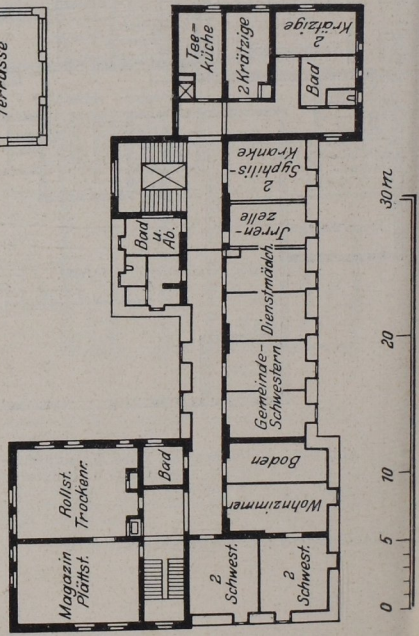 Terrasse
Tee-
küche
2 Krätzige
2
Krätzige
Bad
2
Syphilis-
Kranke
Jrren-
zelle
Bad
u.
Ab.
Dienstmädch.
Gemeinde-
Schwestern
Boden
Wohnzimmer
Rollst.
Trockenr.
Bad
Magazin
Plättst.
2
Schwest.
2
Schwest.
0 5 10 20 30 m